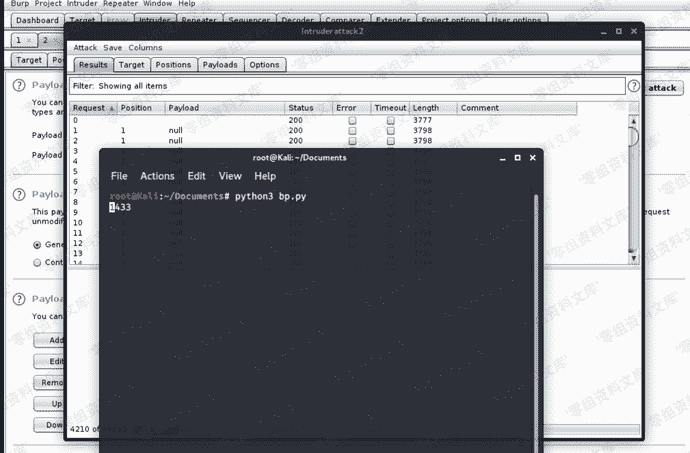 Burp Project Intruder Repeater Window Help
Dashboard Target Proxy Intruder Repeater Sequencer Decoder Comparer Extender Project options User options
Intruder attack 2
1 × 2
Attack Save Columns
Target
Results Target Positions Payloads Options
Filter: Showing all items
attack
You can
types an
Request Position Payload Status Error Timeout Length Comment
0 200 3777
1 1 null 200 3798
2 1 null 200 3798
3
4
5
6
7
8
9
10
11
12
13
14
root@Kali: ~/Documents
File Actions Edit View Help
root@Kali:~/Documents# python3 bp.py
1433
Payload
Payload
Payloa
This pay
unmodif
equest
Gene
Cont
Payloa
You can
Add
Edit
Remo
Up
Dow
4210 of
零组资料文库